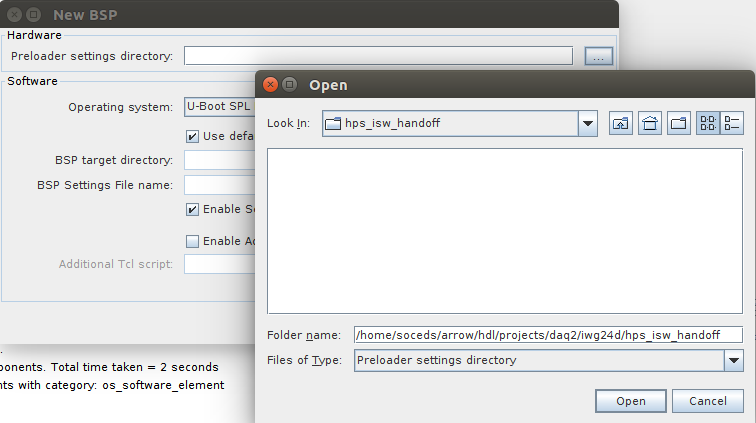 New BSP
Hardware
Preloader settings directory:
...
Software
Operating system:
U-Boot SPL
Use defa
BSP target directory:
BSP Settings File name:
Enable Se
Enable Ad
Additional Tcl script:
ponents. Total time taken = 2 seconds
nts with category: os_software_element
Open
Look In:
hps_isw_handoff
Folder name:
/home/soceds/arrow/hdl/projects/daq2/iwg24d/hps_isw_handoff
Files of Type:
Preloader settings directory
Open
Cancel